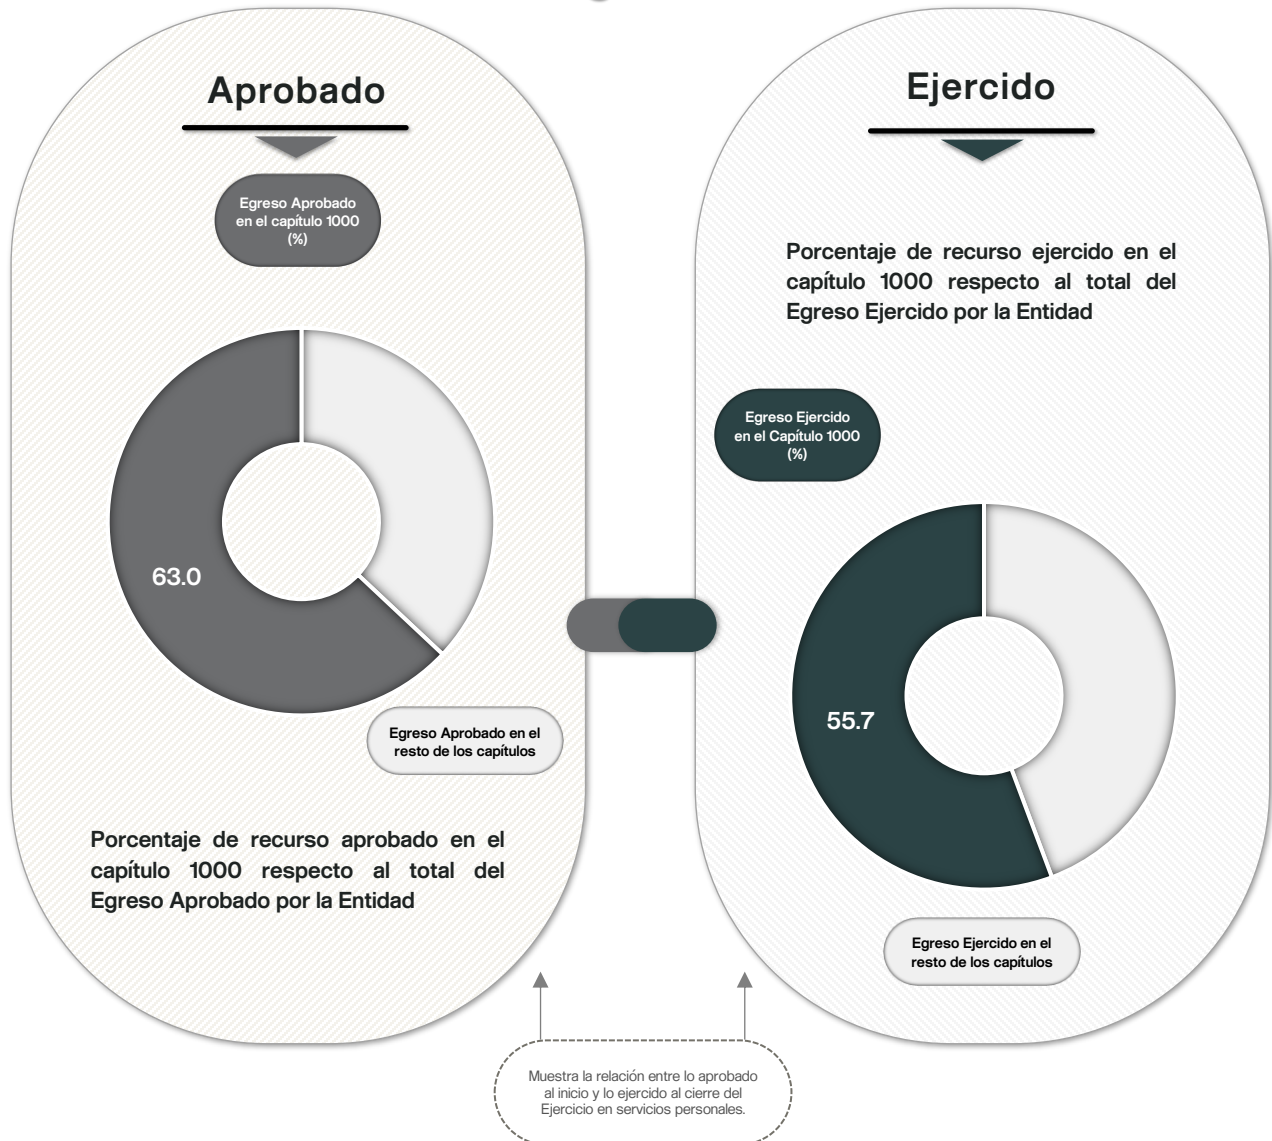 Aprobado
Egreso Aprobado
en el capítulo 1000
(%)
63.0
Egreso Aprobado en el
resto de los capítulos
Porcentaje de recurso aprobado en el
capítulo 1000 respecto al total del
Egreso Aprobado por la Entidad
Ejercido
Porcentaje de recurso ejercido en el
capítulo 1000 respecto al total del
Egreso Ejercido por la Entidad
Egreso Ejercido
en el Capítulo 1000
(%)
55.7
Egreso Ejercido en el
resto de los capítulos
Muestra la relación entre lo aprobado
al inicio y lo ejercido al cierre del
Ejercicio en servicios personales.